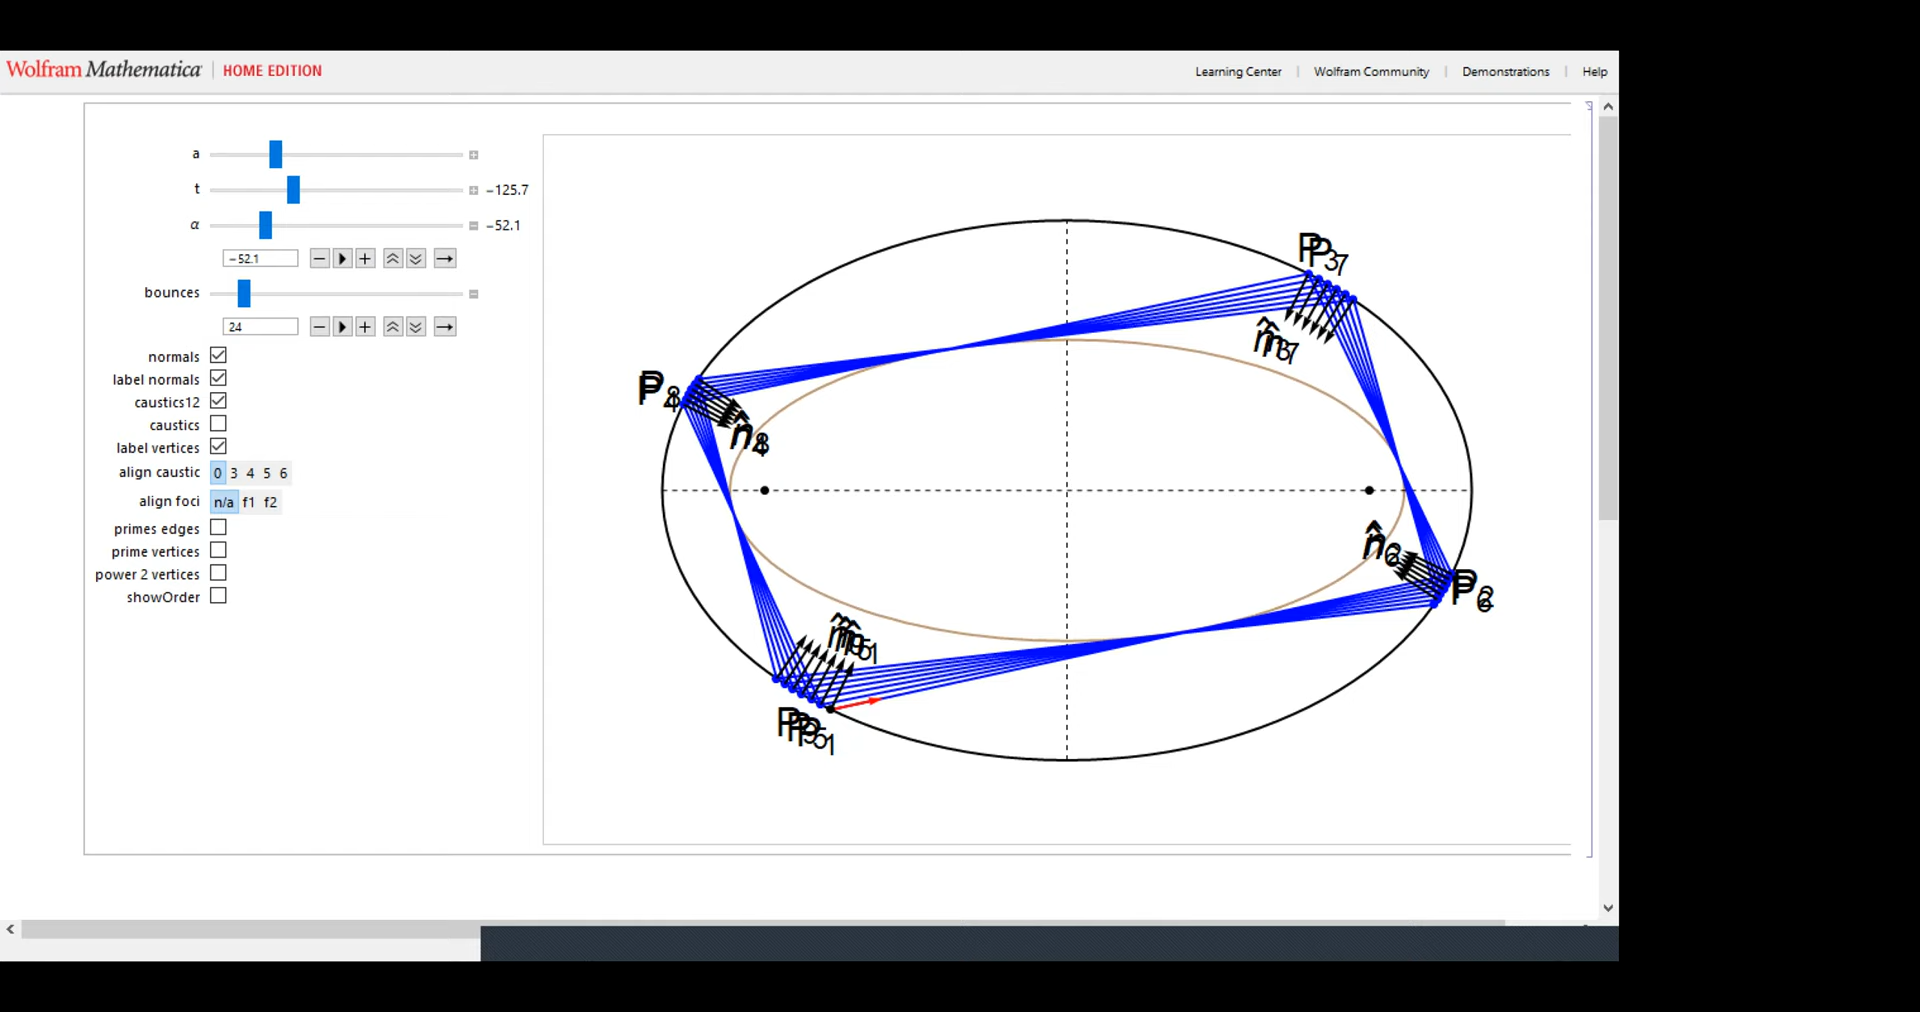 Wolfram Mathematica | HOME EDITION
Learning Center | Wolfram Community | Demonstrations | Help
a
t −125.7
α −52.1
−52.1
bounces
24
normals
label normals
caustics12
caustics
label vertices
align caustic 0 3 4 5 6
align foci n/a f1 f2
primes edges
prime vertices
power 2 vertices
showOrder